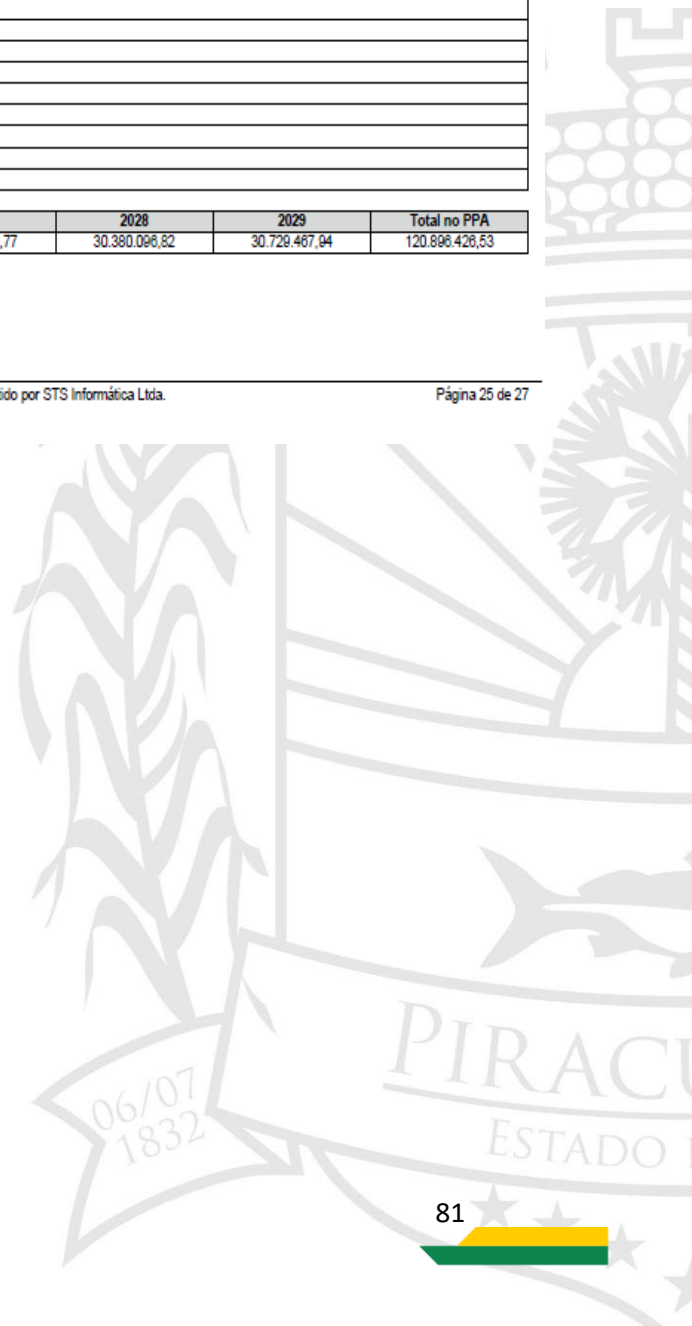 2028 2029 Total no PPA
,77 30.380.096,82 30.729.467,94 120.896.426,53
tido por STS Informática Ltda. Página 25 de 27
PIRACU
ESTADO
06/07
1832
81